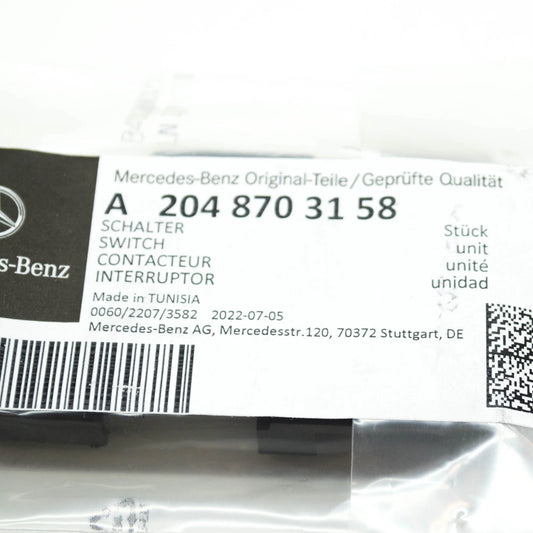 Mercedes-Benz Original-Teile/Geprüfte Qualität
A 204 870 31 58
SCHALTER
SWITCH
CONTACTEUR
INTERRUPTOR
Stück
unit
unité
unidad
s-Benz
Made in TUNISIA
0060/2207/3582 2022-07-05
Mercedes-Benz AG, Mercedesstr.120, 70372 Stuttgart, DE